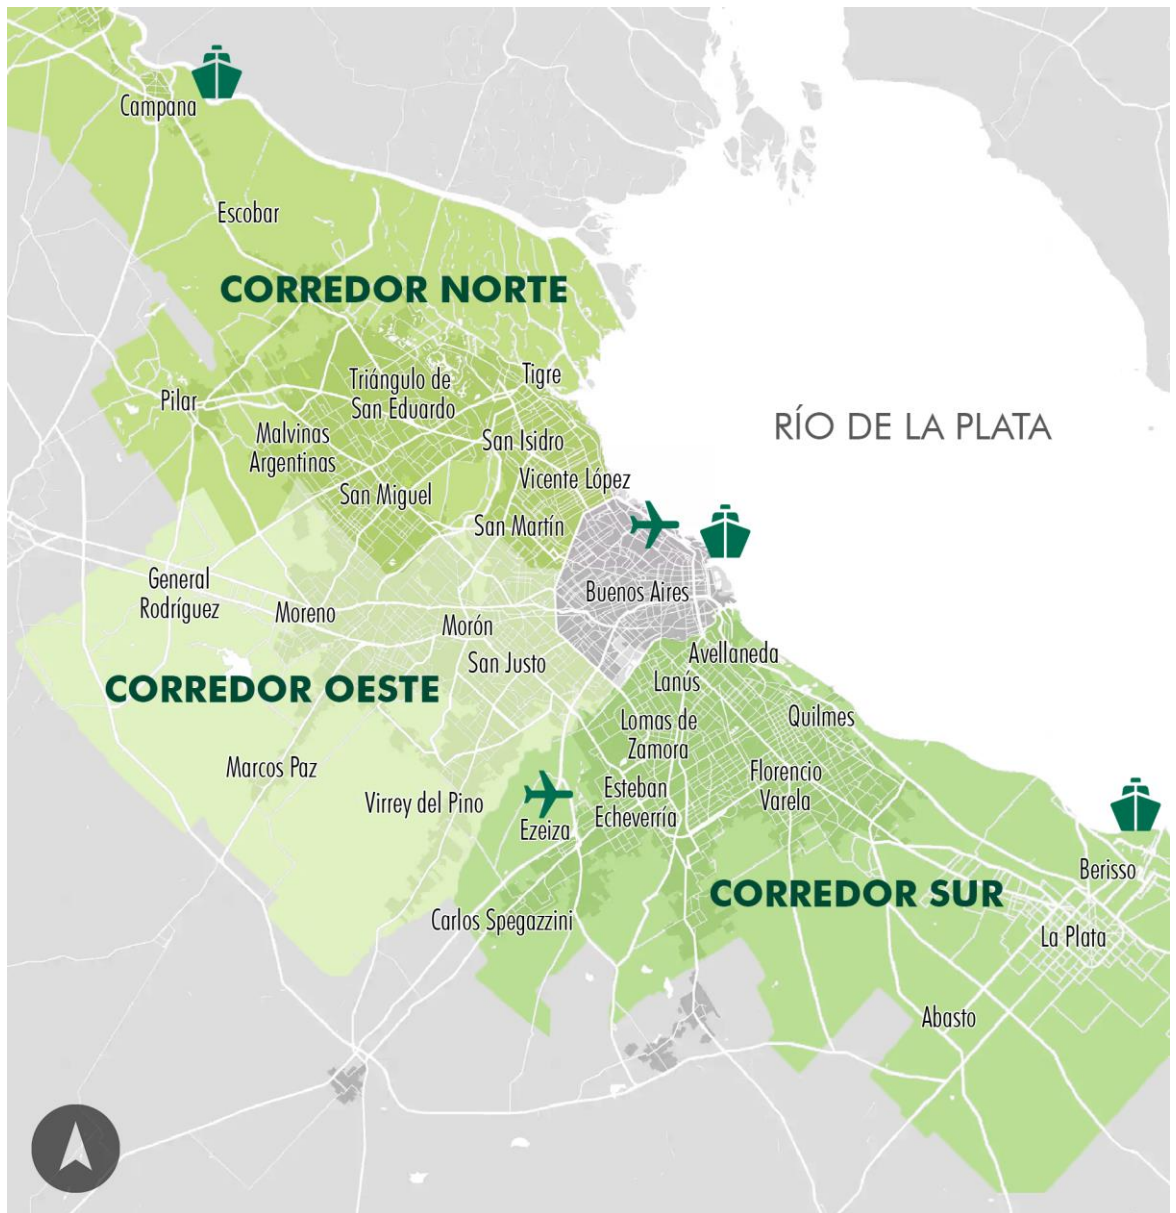 Campana
Escobar
CORREDOR NORTE
Triángulo de
San Eduardo
Tigre
Pilar
Malvinas
Argentinas
San Isidro
RÍO DE LA PLATA
Vicente López
San Miguel
San Martín
General
Rodríguez
Moreno
Buenos Aires
Morón
San Justo
Avellaneda
Lanús
CORREDOR OESTE
Lomas de
Zamora
Quilmes
Marcos Paz
Virrey del Pino
Florencio
Varela
Esteban
Echeverría
Ezeiza
Berisso
CORREDOR SUR
Carlos Spegazzini
La Plata
Abasto